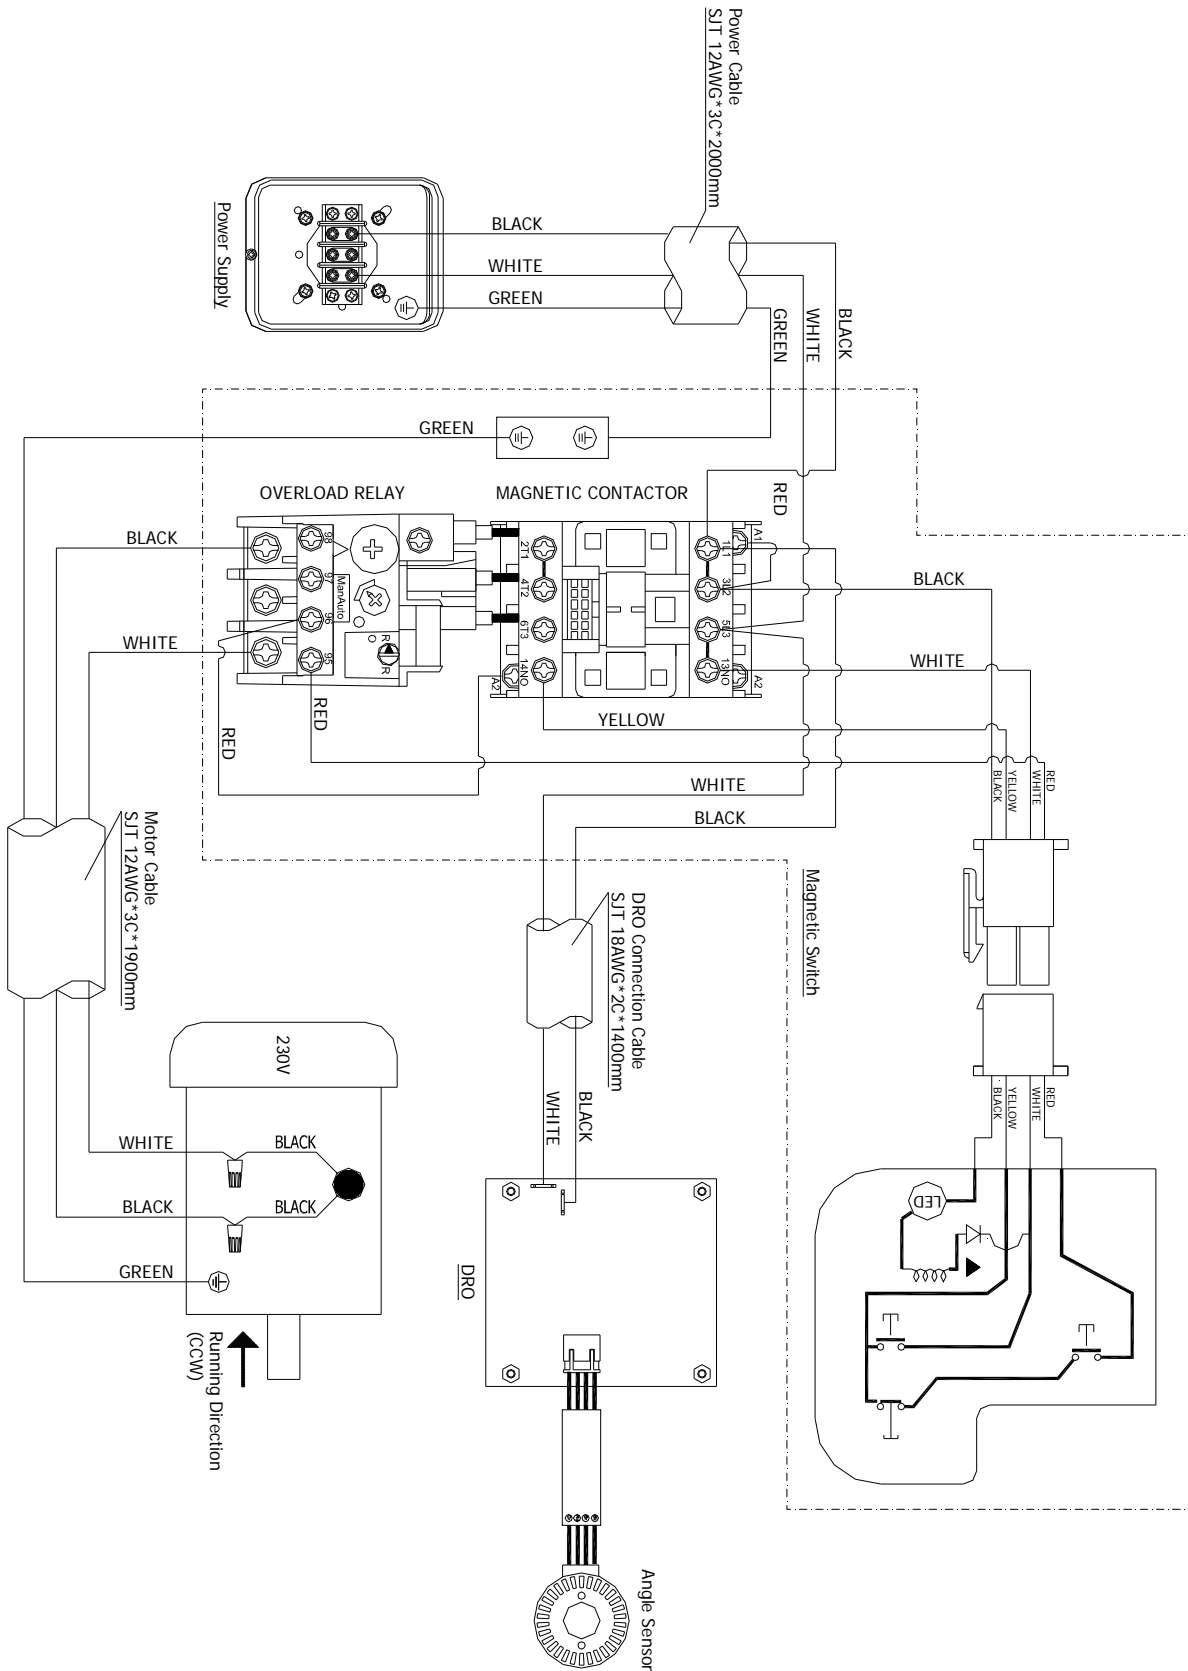 Power Cable
SJT 12AWG*3C*2000mm
Power Supply
BLACK
WHITE
GREEN
BLACK
WHITE
GREEN
GREEN
OVERLOAD RELAY
MAGNETIC CONTACTOR
RED
BLACK
WHITE
98
97
96
95
ManAuto
R
R
2T1
4T2
6T3
14NO
A2
1L1
3L2
5L3
13NO
A1
A2
BLACK
WHITE
YELLOW
RED
RED
WHITE
BLACK
RED
WHITE
YELLOW
BLACK
Magnetic Switch
Motor Cable
SJT 12AWG*3C*1900mm
DRO Connection Cable
SJT 18AWG*2C*1400mm
230V
WHITE
BLACK
BLACK
BLACK
GREEN
Running Direction
(CCW)
WHITE
BLACK
DRO
RED
WHITE
YELLOW
BLACK
LED
Angle Sensor